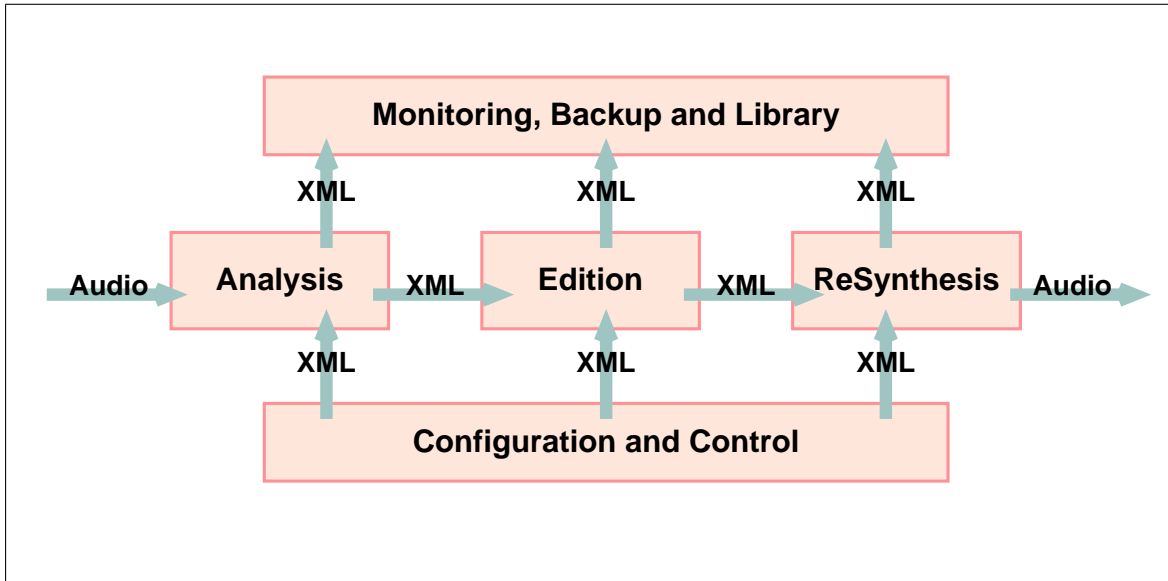 Monitoring, Backup and Library
XML XML XML
Analysis Edition ReSynthesis
Audio XML XML Audio
XML XML XML
Configuration and Control